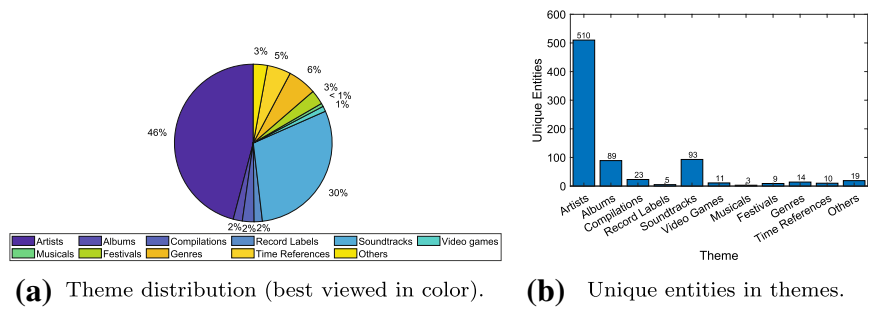 3%
5%
6%
3%
< 1%
1%
46%
30%
2%
2%
2%
Artists Albums Compilations Record Labels Soundtracks Video games
Musicals Festivals Genres Time References Others
(a) Theme distribution (best viewed in color).
600
500
400
300
200
100
0
Unique Entities
510
89
23
5
93
11
3
9
14
10
19
Artists
Albums
Compilations
Record Labels
Soundtracks
Video Games
Musicals
Festivals
Genres
Time References
Others
Theme
(b) Unique entities in themes.